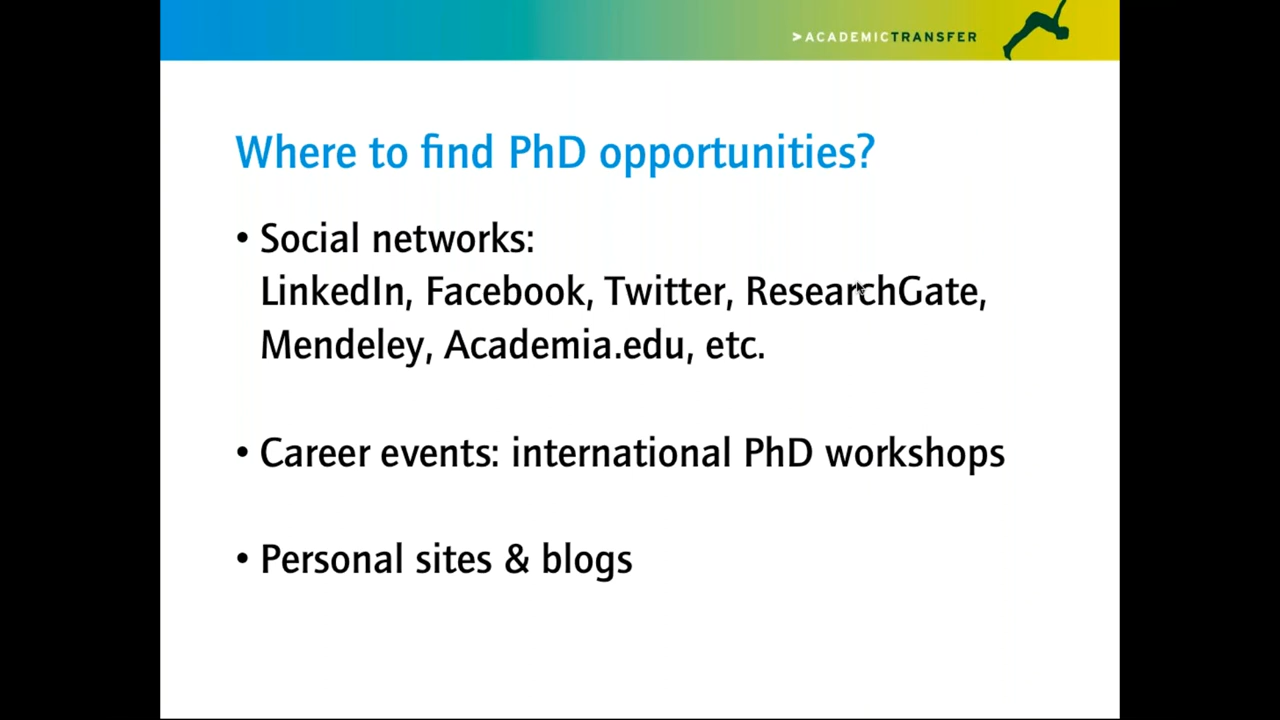 >ACADEMICTRANSFER
Where to find PhD opportunities?
• Social networks:
LinkedIn, Facebook, Twitter, ResearchGate,
Mendeley, Academia.edu, etc.
• Career events: international PhD workshops
• Personal sites & blogs